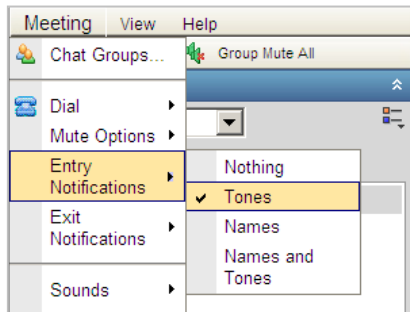 Meeting View Help
Chat Groups... Group Mute All
Dial
Mute Options
Entry
Notifications
Exit
Notifications
Sounds
Nothing
Tones
Names
Names and
Tones